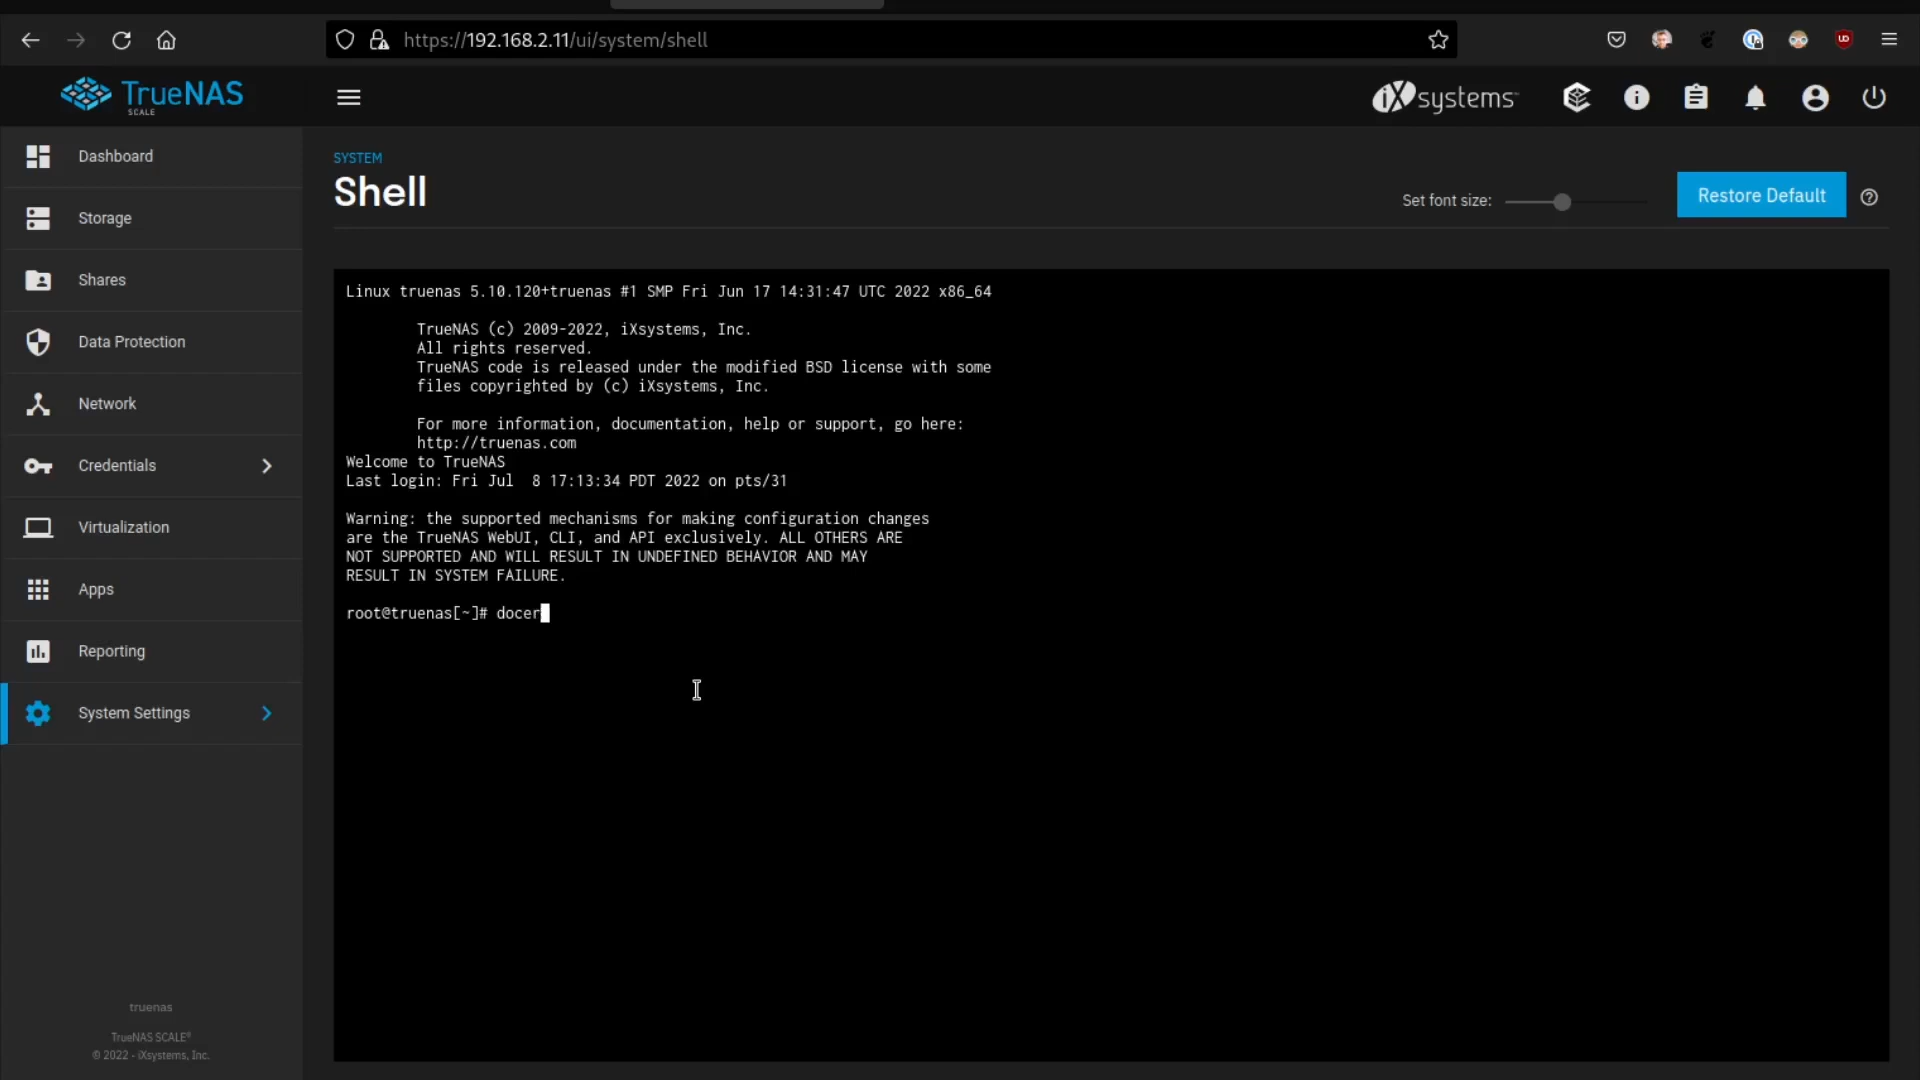 https://192.168.2.11/ui/system/shell
TrueNAS
SCALE
iXsystems
Dashboard
Storage
Shares
Data Protection
Network
Credentials
Virtualization
Apps
Reporting
System Settings
truenas
TrueNAS SCALE®
© 2022 - iXsystems, Inc.
SYSTEM
Shell
Set font size:
Restore Default
Linux truenas 5.10.120+truenas #1 SMP Fri Jun 17 14:31:47 UTC 2022 x86_64
TrueNAS (c) 2009-2022, iXsystems, Inc.
All rights reserved.
TrueNAS code is released under the modified BSD license with some
files copyrighted by (c) iXsystems, Inc.
For more information, documentation, help or support, go here:
http://truenas.com
Welcome to TrueNAS
Last login: Fri Jul  8 17:13:34 PDT 2022 on pts/31
Warning: the supported mechanisms for making configuration changes
are the TrueNAS WebUI, CLI, and API exclusively. ALL OTHERS ARE
NOT SUPPORTED AND WILL RESULT IN UNDEFINED BEHAVIOR AND MAY
RESULT IN SYSTEM FAILURE.
root@truenas[~]# docer